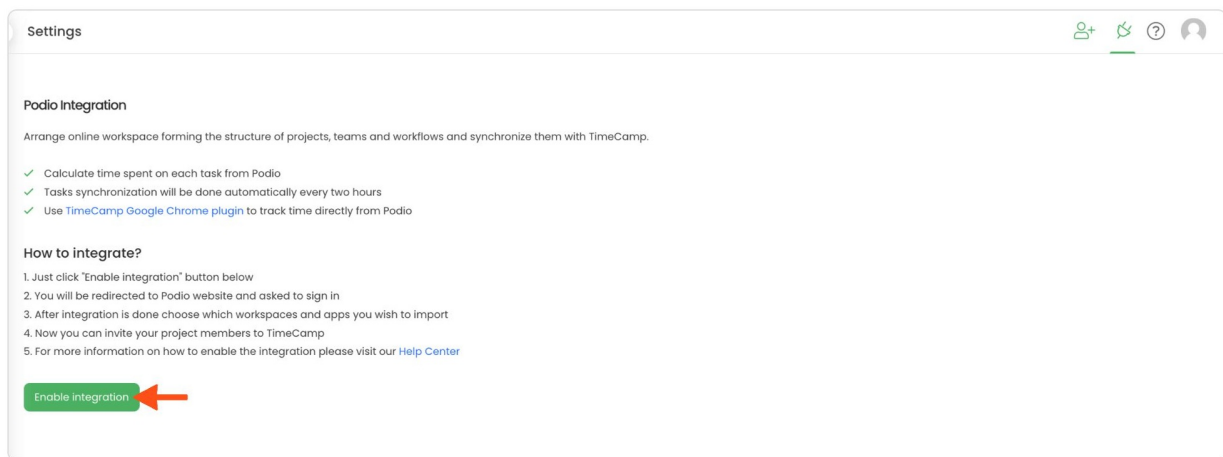 Settings
Podio Integration
Arrange online workspace forming the structure of projects, teams and workflows and synchronize them with TimeCamp.
Calculate time spent on each task from Podio
Tasks synchronization will be done automatically every two hours
Use TimeCamp Google Chrome plugin to track time directly from Podio
How to integrate?
1. Just click "Enable integration" button below
2. You will be redirected to Podio website and asked to sign in
3. After integration is done choose which workspaces and apps you wish to import
4. Now you can invite your project members to TimeCamp
5. For more information on how to enable the integration please visit our Help Center
Enable integration